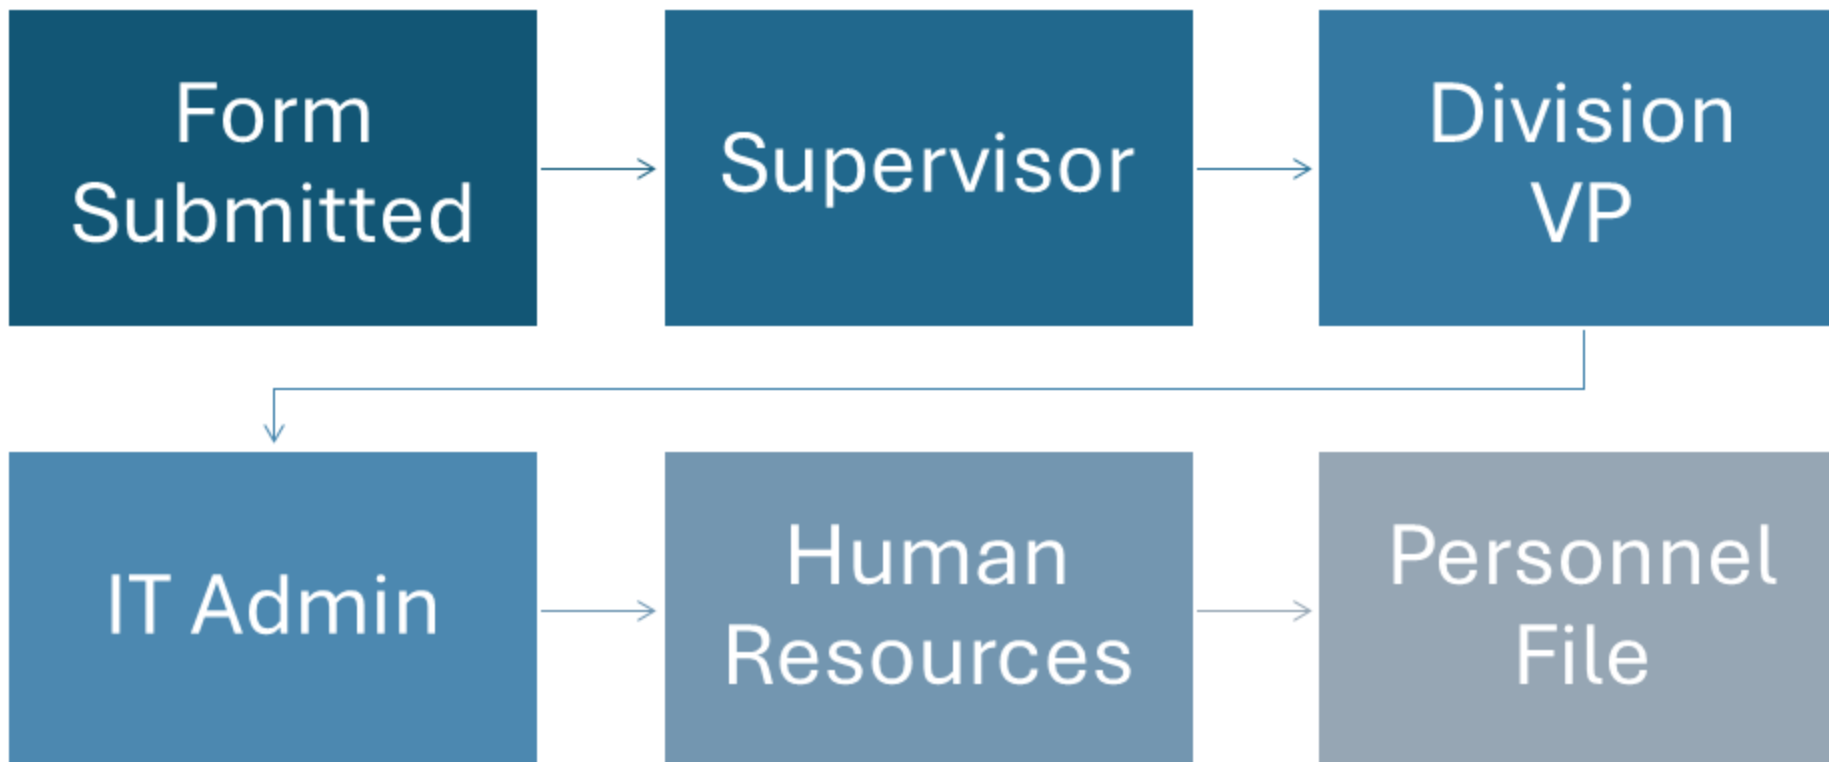 Form
Submitted
Supervisor
Division
VP
IT Admin
Human
Resources
Personnel
File